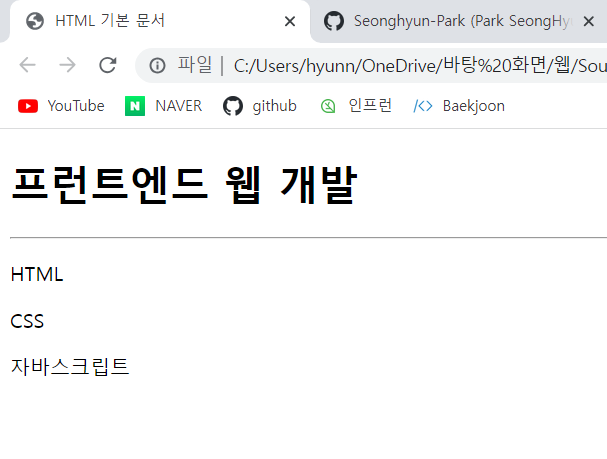 HTML 기본 문서
Seonghyun-Park (Park SeongHy
파일 | C:/Users/hyunn/OneDrive/바탕%20화면/웹/Sou
YouTube NAVER github 인프런 Baekjoon
프런트엔드 웹 개발
HTML
CSS
자바스크립트